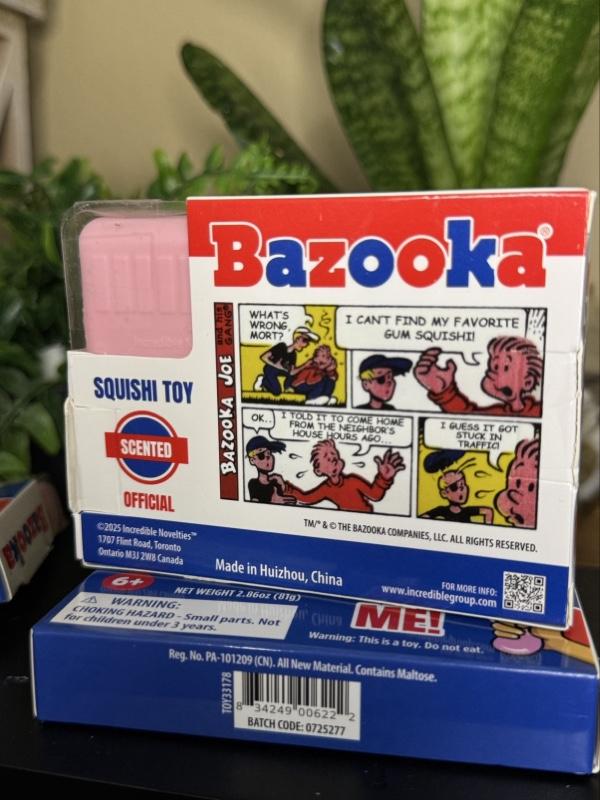 Bazooka®
BAZOOKA JOE and his GANG®
WHAT'S
WRONG,
MORT?
I CAN'T FIND MY FAVORITE
GUM SQUISHI!
OK..
I TOLD IT TO COME HOME
FROM THE NEIGHBOR'S
HOUSE HOURS AGO...
I GUESS IT GOT
STUCK IN
TRAFFIC!
SQUISHI TOY
SCENTED
OFFICIAL
TM/® & © THE BAZOOKA COMPANIES, LLC. ALL RIGHTS RESERVED.
©2025 Incredible Novelties™
1707 Flint Road, Toronto
Ontario M3J 2W8 Canada
Made in Huizhou, China
FOR MORE INFO:
www.incrediblegroup.com
Bazooka
6+
NET WEIGHT 2.86oz (81g)
WARNING:
CHOKING HAZARD - Small parts. Not
for children under 3 years.
ME!
Warning: This is a toy. Do not eat.
Reg. No. PA-101209 (CN). All New Material. Contains Maltose.
TOY33178
8 34249 00622 2
BATCH CODE: 0725277